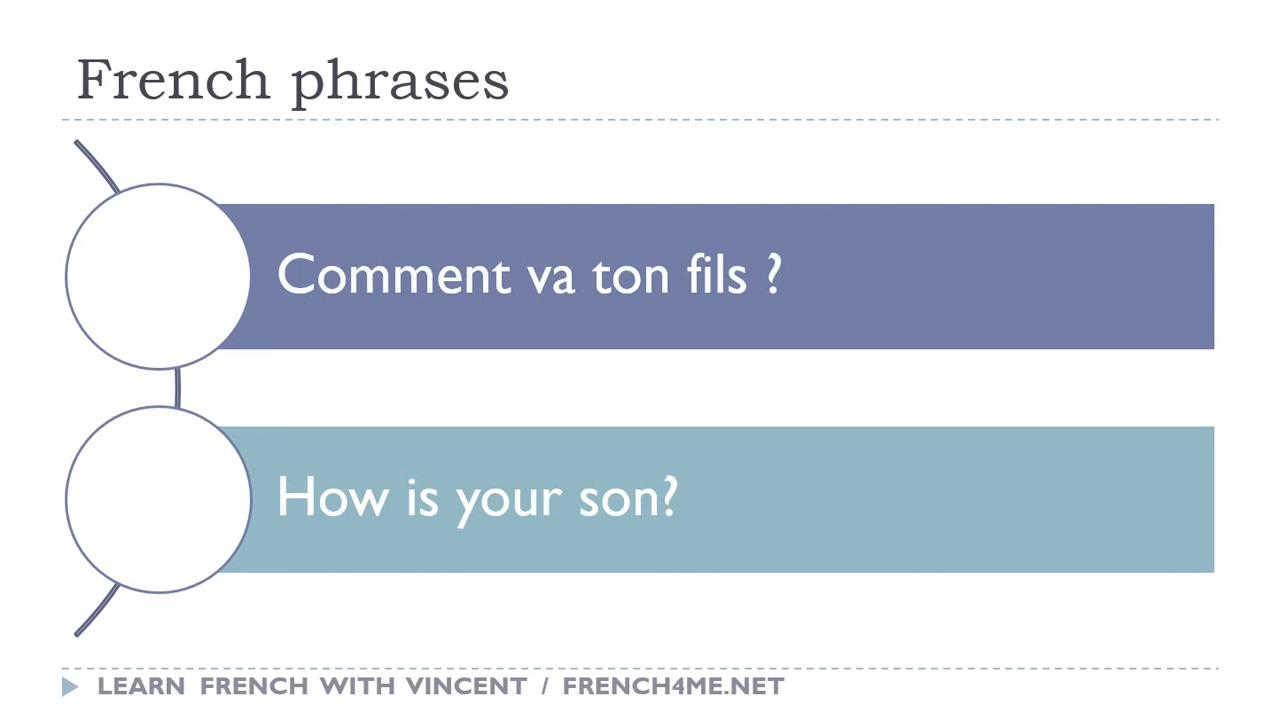 French phrases
Comment va ton fils ?
How is your son?
LEARN FRENCH WITH VINCENT / FRENCH4ME.NET